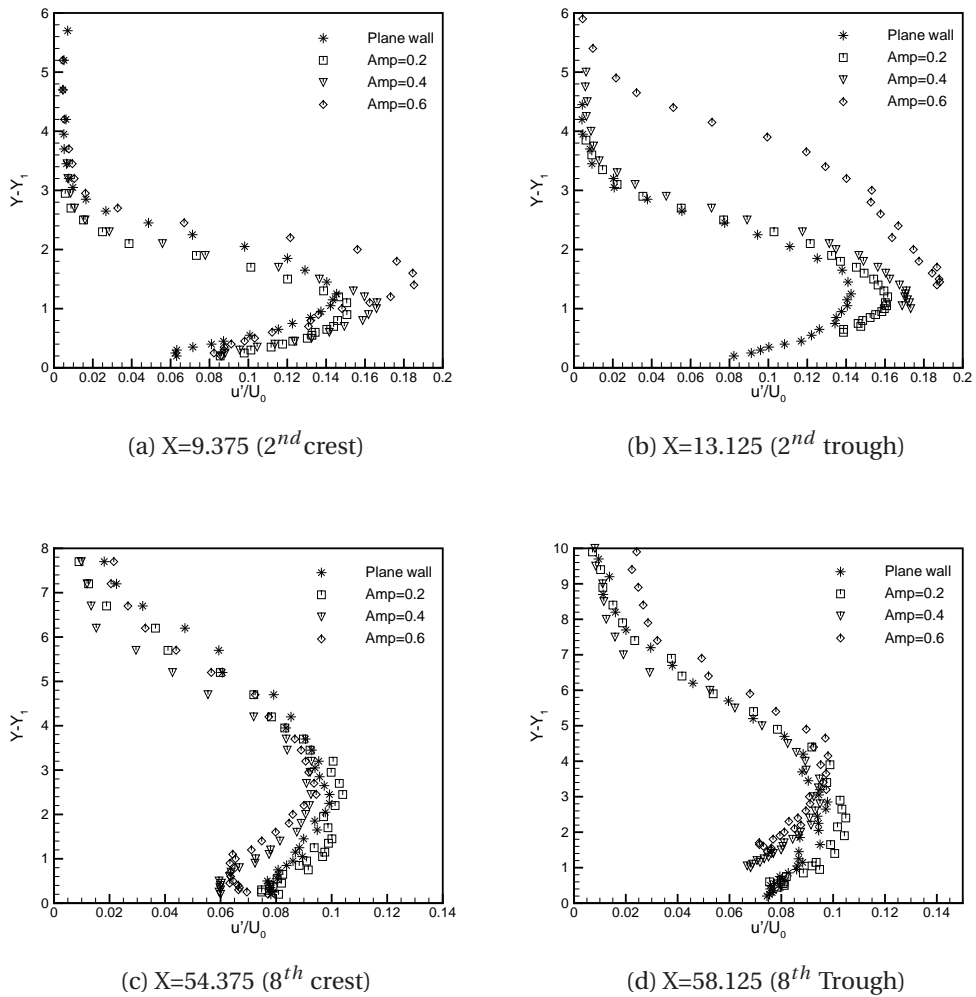 6
5
4
3
2
1
0
Y-Y1
0 0.02 0.04 0.06 0.08 0.1 0.12 0.14 0.16 0.18 0.2
u'/U0
Plane wall
Amp=0.2
Amp=0.4
Amp=0.6
(a) X=9.375 (2nd crest)
6
5
4
3
2
1
0
Y-Y1
0 0.02 0.04 0.06 0.08 0.1 0.12 0.14 0.16 0.18 0.2
u'/U0
Plane wall
Amp=0.2
Amp=0.4
Amp=0.6
(b) X=13.125 (2nd trough)
8
7
6
5
4
3
2
1
0
Y-Y1
0 0.02 0.04 0.06 0.08 0.1 0.12 0.14
u'/U0
Plane wall
Amp=0.2
Amp=0.4
Amp=0.6
(c) X=54.375 (8th crest)
10
9
8
7
6
5
4
3
2
1
0
Y-Y1
0 0.02 0.04 0.06 0.08 0.1 0.12 0.14
u'/U0
Plane wall
Amp=0.2
Amp=0.4
Amp=0.6
(d) X=58.125 (8th Trough)